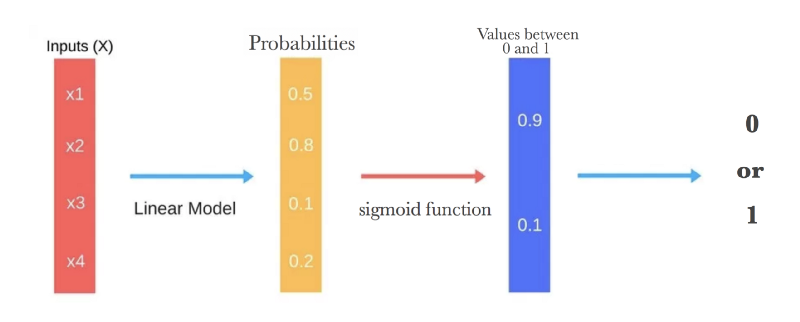 Inputs (X)
Probabilities
Values between
0 and 1
x1
x2
x3
x4
Linear Model
0.5
0.8
0.1
0.2
sigmoid function
0.9
0.1
0
or
1